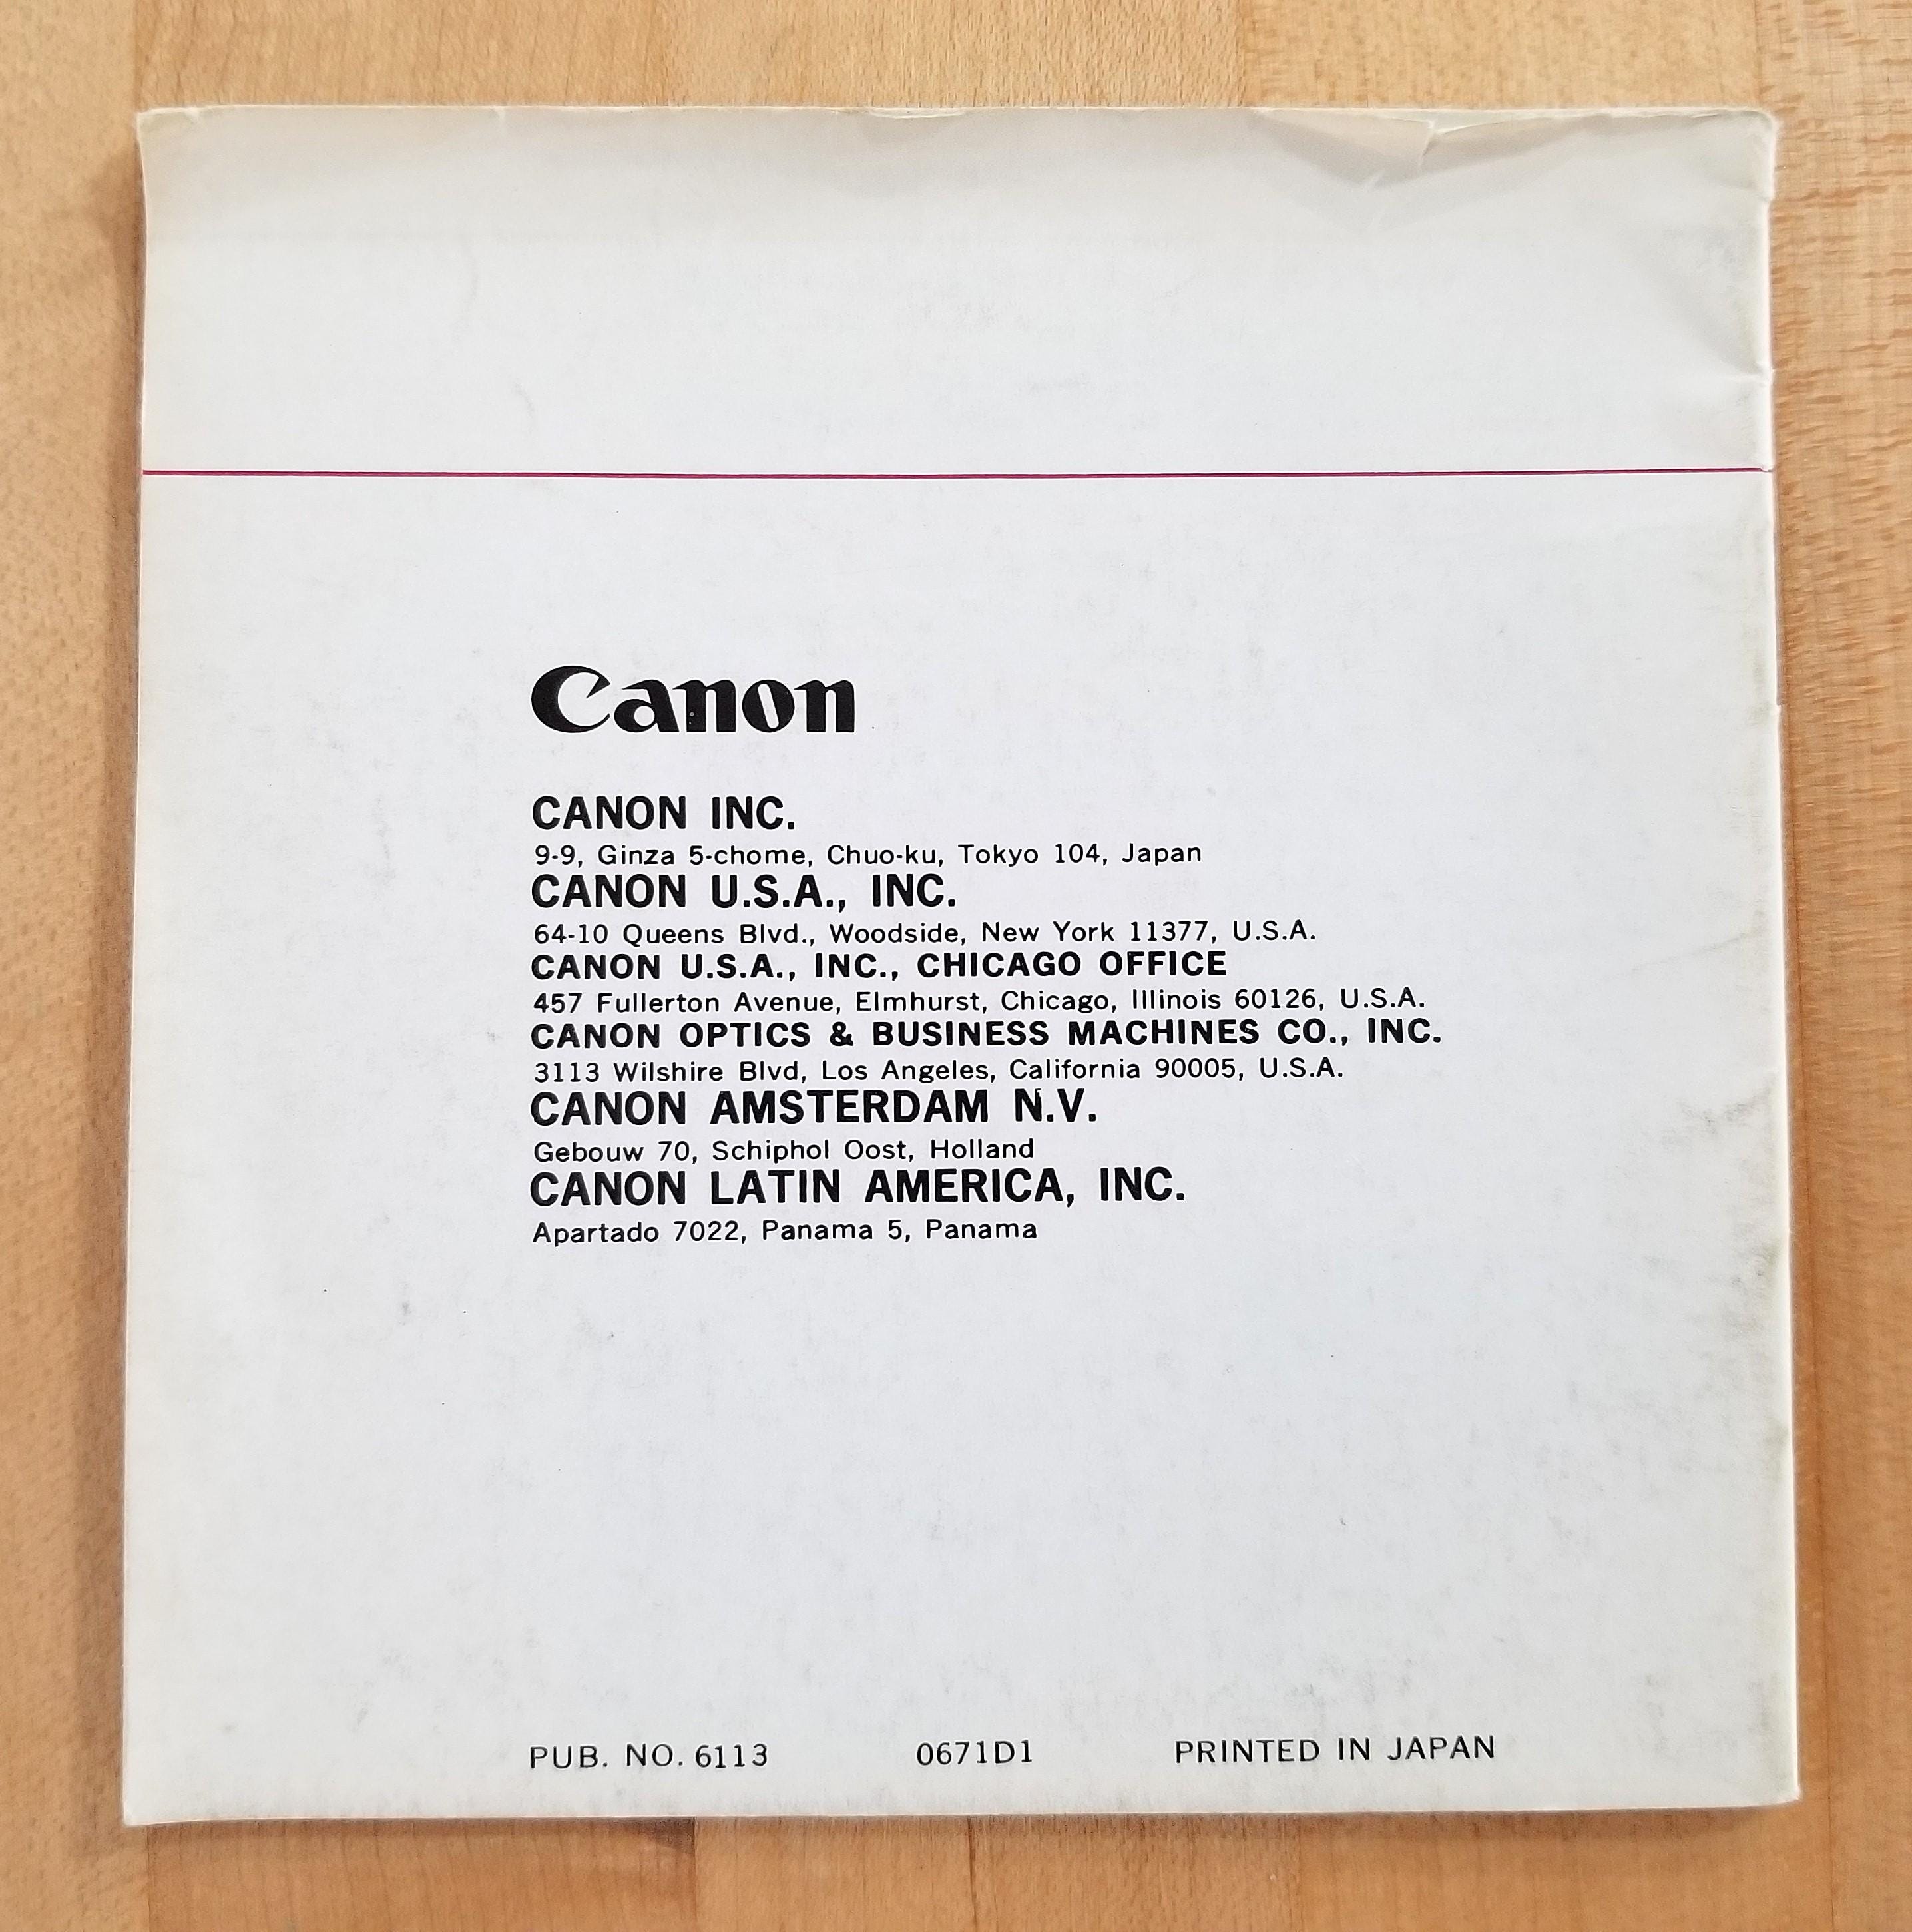 Canon
CANON INC.
9-9, Ginza 5-chome, Chuo-ku, Tokyo 104, Japan
CANON U.S.A., INC.
64-10 Queens Blvd., Woodside, New York 11377, U.S.A.
CANON U.S.A., INC., CHICAGO OFFICE
457 Fullerton Avenue, Elmhurst, Chicago, Illinois 60126, U.S.A.
CANON OPTICS & BUSINESS MACHINES CO., INC.
3113 Wilshire Blvd, Los Angeles, California 90005, U.S.A.
CANON AMSTERDAM N.V.
Gebouw 70, Schiphol Oost, Holland
CANON LATIN AMERICA, INC.
Apartado 7022, Panama 5, Panama
PUB. NO. 6113 0671D1 PRINTED IN JAPAN